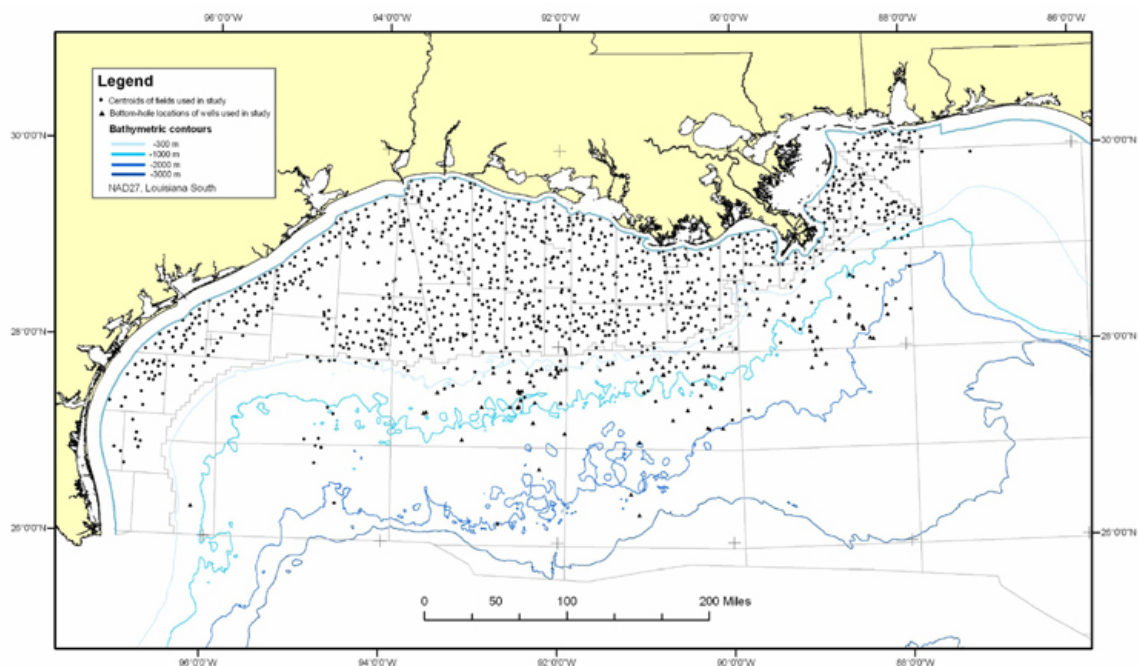 96°0'0"W 94°0'0"W 92°0'0"W 90°0'0"W 88°0'0"W 86°0'0"W
Legend
Centroids of fields used in study
Bottom-hole locations of wells used in study
Bathymetric contours
-300 m
-1000 m
-2000 m
-3000 m
NAD27, Louisiana South
30°0'0"N 30°0'0"N
28°0'0"N 28°0'0"N
26°0'0"N 26°0'0"N
0 50 100 200 Miles
96°0'0"W 94°0'0"W 92°0'0"W 90°0'0"W 88°0'0"W